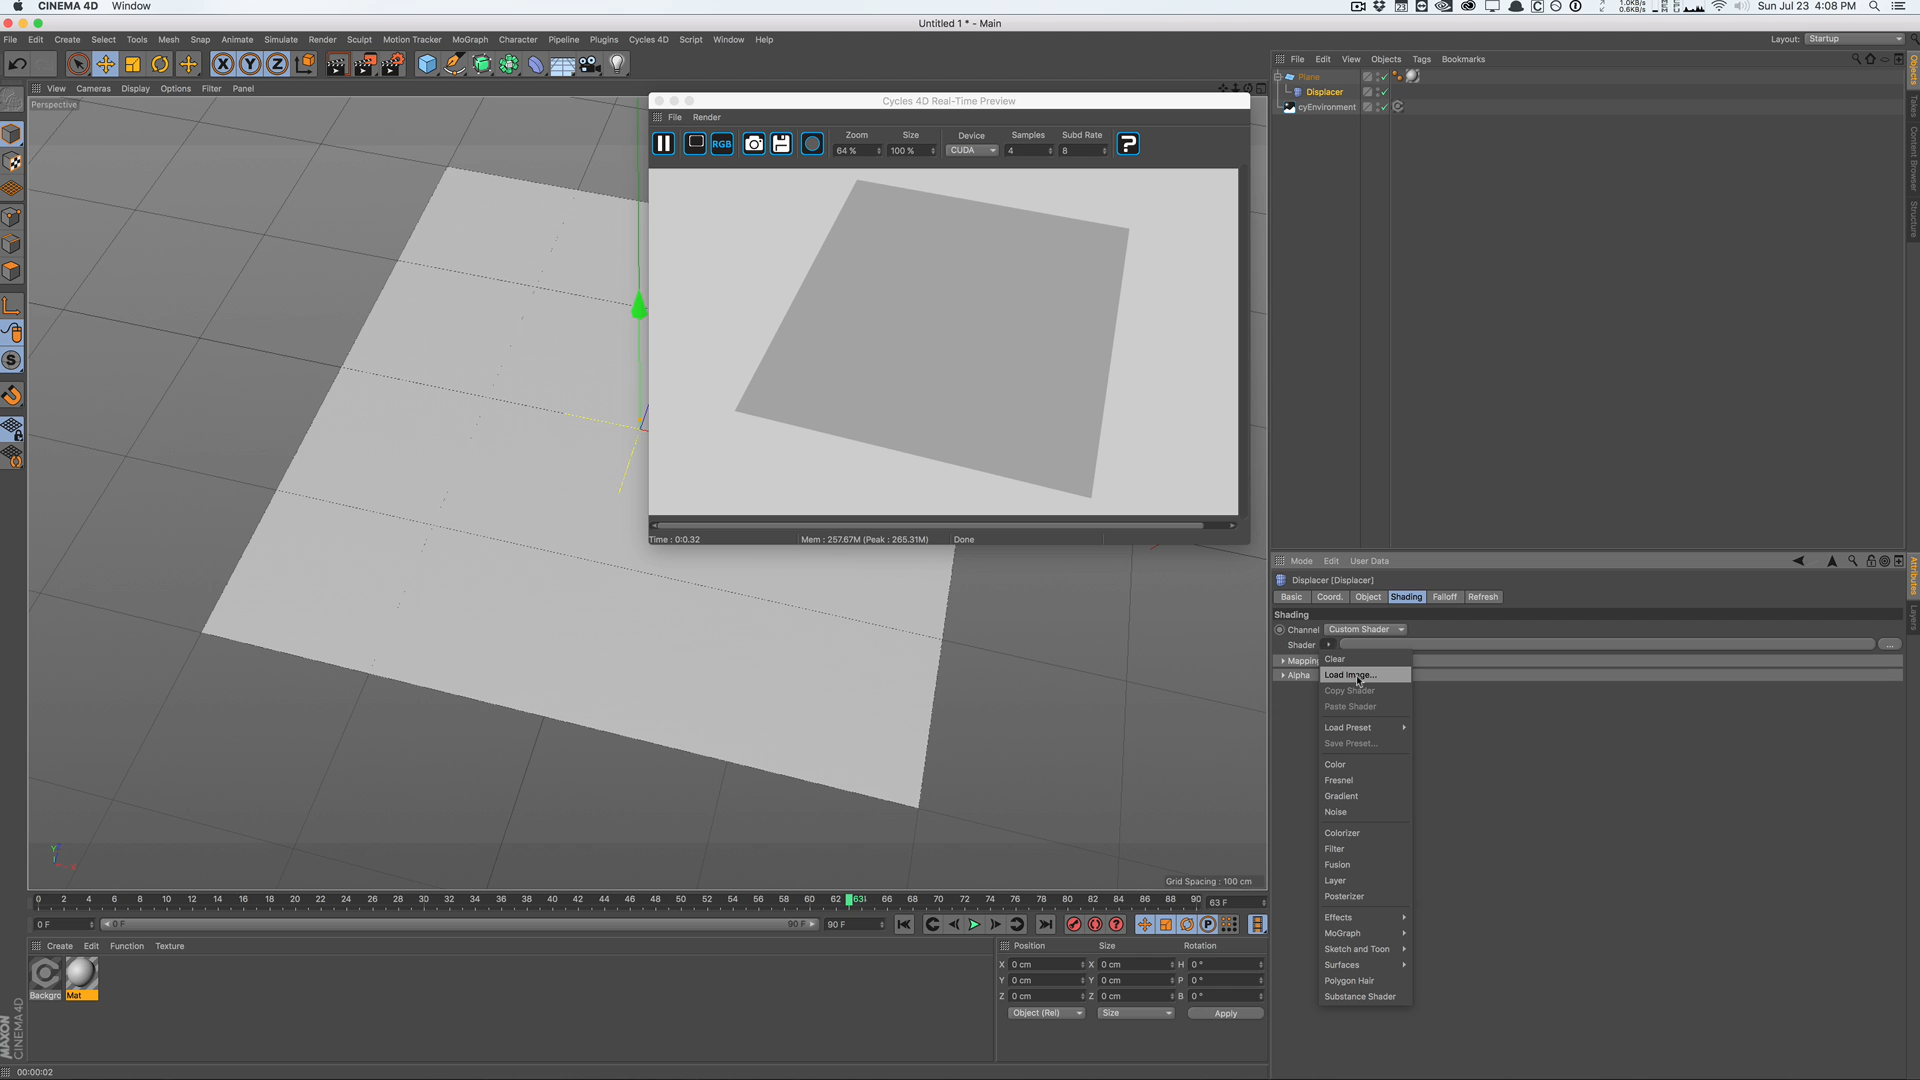 CINEMA 4D Window
Sun Jul 23 4:08 PM
Untitled 1 * - Main
File Edit Create Select Tools Mesh Snap Animate Simulate Render Sculpt Motion Tracker MoGraph Character Pipeline Plugins Cycles 4D Script Window Help
Layout: Startup
View Cameras Display Options Filter Panel
Perspective
Cycles 4D Real-Time Preview
File Render
RGB
Zoom Size Device Samples Subd Rate
64 % 100 % CUDA 4 8
Time : 0:0.32 Mem : 257.67M (Peak : 265.31M) Done
File Edit View Objects Tags Bookmarks
Plane
Displacer
cyEnvironment
Objects
Takes
Content Browser
Structure
Mode Edit User Data
Displacer [Displacer]
Basic Coord. Object Shading Falloff Refresh
Shading
Channel Custom Shader
Shader ...
Mapping
Alpha
Attributes
Layers
Clear
Load Image...
Copy Shader
Paste Shader
Load Preset
Save Preset...
Color
Fresnel
Gradient
Noise
Colorizer
Filter
Fusion
Layer
Posterizer
Effects
MoGraph
Sketch and Toon
Surfaces
Polygon Hair
Substance Shader
Grid Spacing : 100 cm
0 2 4 6 8 10 12 14 16 18 20 22 24 26 28 30 32 34 36 38 40 42 44 46 48 50 52 54 56 58 60 62 63 66 68 70 72 74 76 78 80 82 84 86 88 90 63 F
0 F 0 F 90 F 90 F
Create Edit Function Texture
Backgrc Mat
Position Size Rotation
X 0 cm X 0 cm H 0 °
Y 0 cm Y 0 cm P 0 °
Z 0 cm Z 0 cm B 0 °
Object (Rel) Size Apply
MAXON
CINEMA 4D
00:00:02